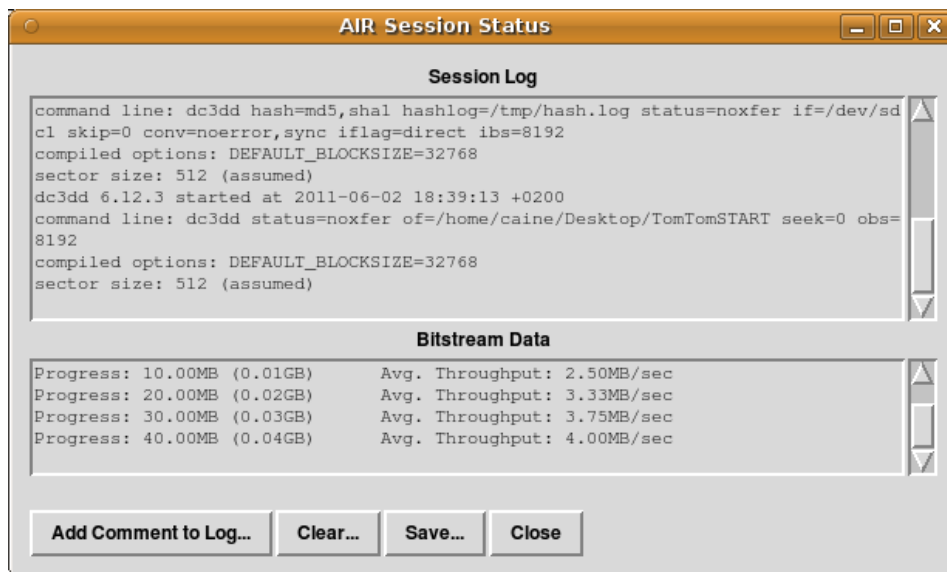 AIR Session Status
Session Log
command line: dc3dd hash=md5,sha1 hashlog=/tmp/hash.log status=noxfer if=/dev/sd
c1 skip=0 conv=noerror,sync iflag=direct ibs=8192
compiled options: DEFAULT_BLOCKSIZE=32768
sector size: 512 (assumed)
dc3dd 6.12.3 started at 2011-06-02 18:39:13 +0200
command line: dc3dd status=noxfer of=/home/caine/Desktop/TomTomSTART seek=0 obs=
8192
compiled options: DEFAULT_BLOCKSIZE=32768
sector size: 512 (assumed)
Bitstream Data
Progress: 10.00MB (0.01GB) Avg. Throughput: 2.50MB/sec
Progress: 20.00MB (0.02GB) Avg. Throughput: 3.33MB/sec
Progress: 30.00MB (0.03GB) Avg. Throughput: 3.75MB/sec
Progress: 40.00MB (0.04GB) Avg. Throughput: 4.00MB/sec
Add Comment to Log... Clear... Save... Close